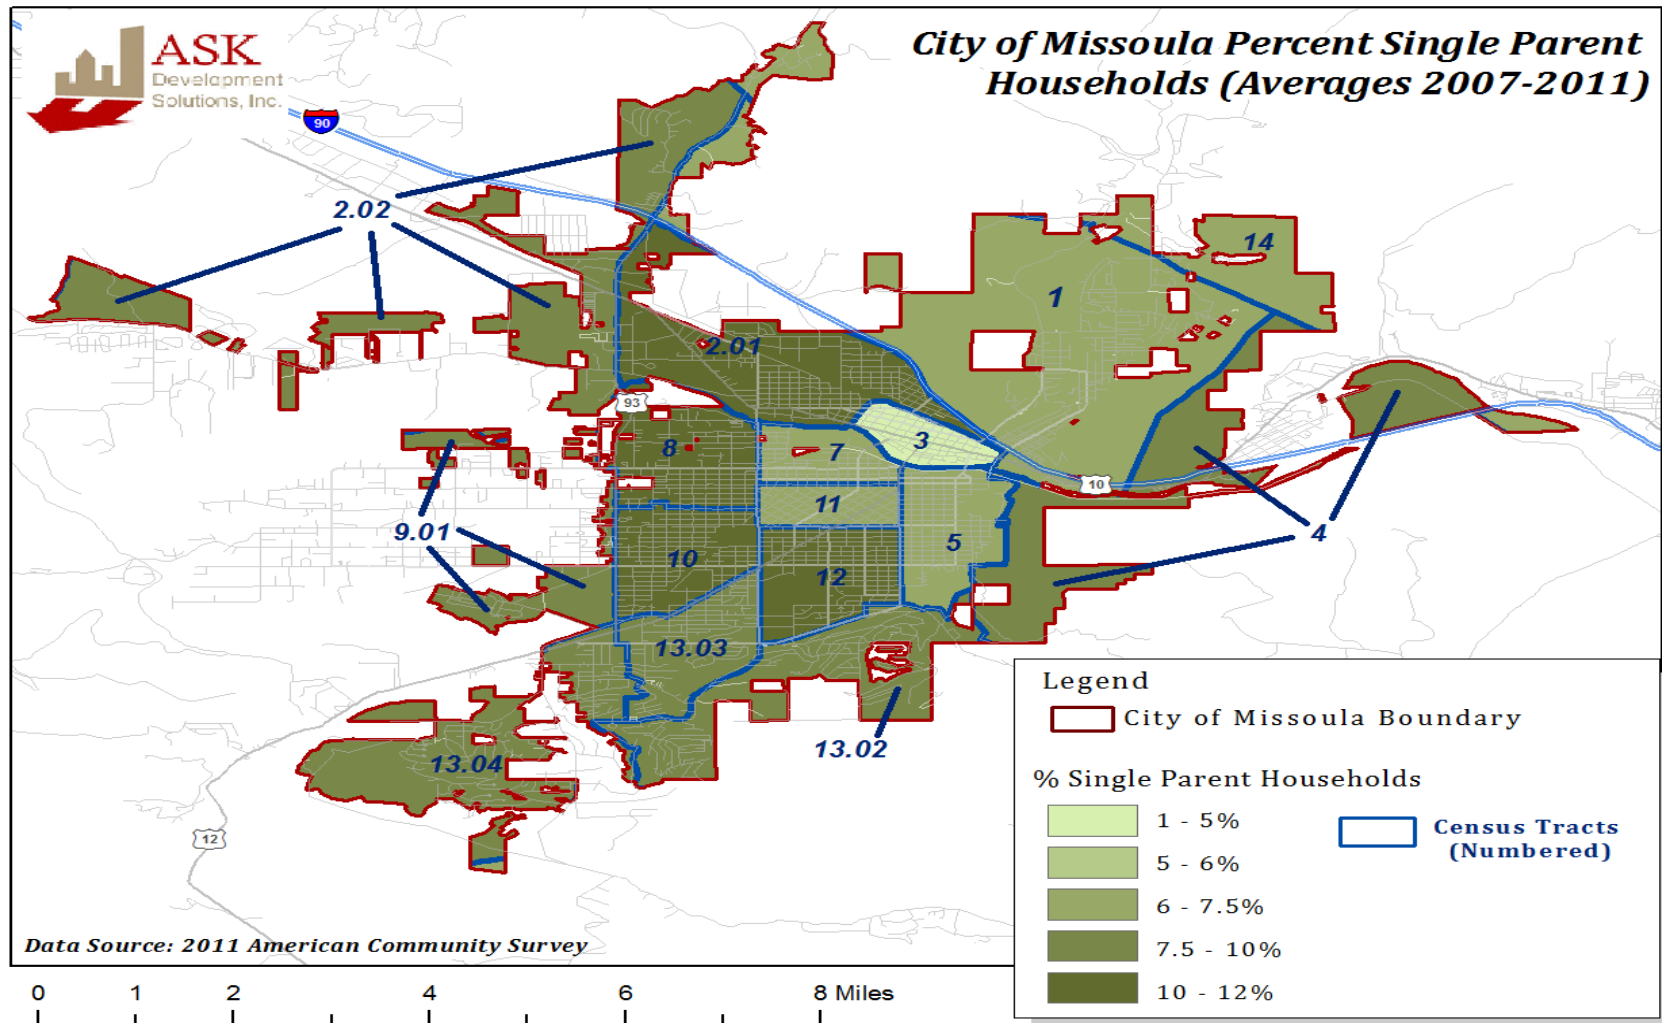 ASK
Development
Solutions, Inc.
City of Missoula Percent Single Parent
Households (Averages 2007-2011)
90
2.02
14
1
2.01
93
3
8
7
10
11
9.01
5
4
10
12
13.03
13.02
13.04
12
Legend
City of Missoula Boundary
% Single Parent Households
1 - 5%
5 - 6%
6 - 7.5%
7.5 - 10%
10 - 12%
Census Tracts
(Numbered)
Data Source: 2011 American Community Survey
0 1 2 4 6 8 Miles